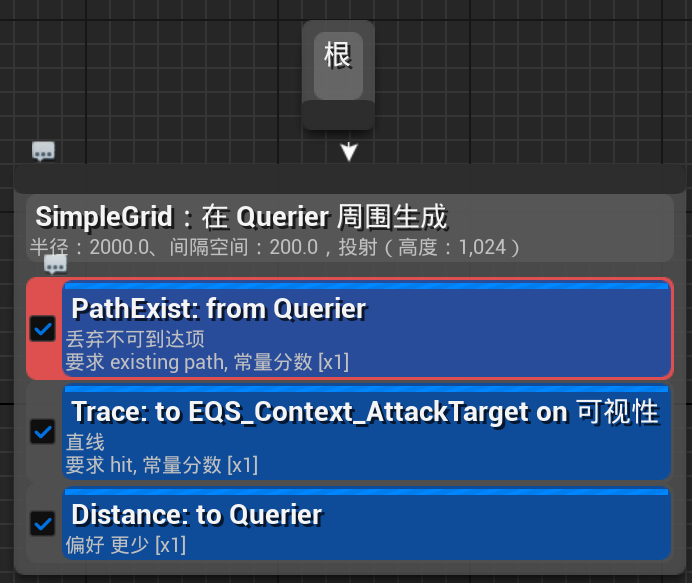 根
SimpleGrid：在 Querier 周围生成
半径：2000.0、间隔空间：200.0，投射（高度：1,024）
PathExist: from Querier
丢弃不可到达项
要求 existing path, 常量分数 [x1]
Trace: to EQS_Context_AttackTarget on 可视性
直线
要求 hit, 常量分数 [x1]
Distance: to Querier
偏好 更少 [x1]